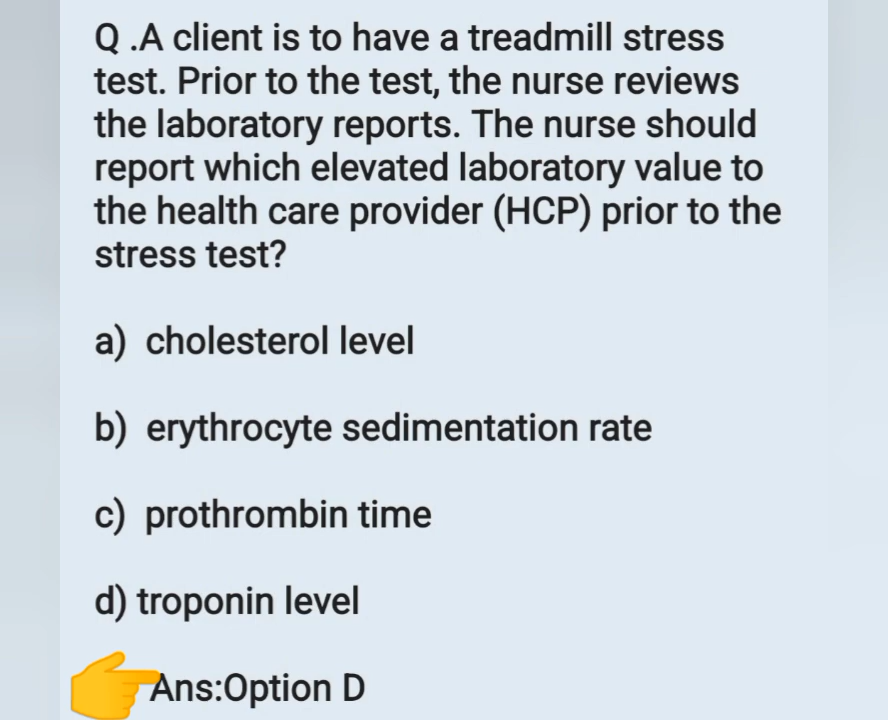 Q .A client is to have a treadmill stress
test. Prior to the test, the nurse reviews
the laboratory reports. The nurse should
report which elevated laboratory value to
the health care provider (HCP) prior to the
stress test?
a) cholesterol level
b) erythrocyte sedimentation rate
c) prothrombin time
d) troponin level
Ans:Option D